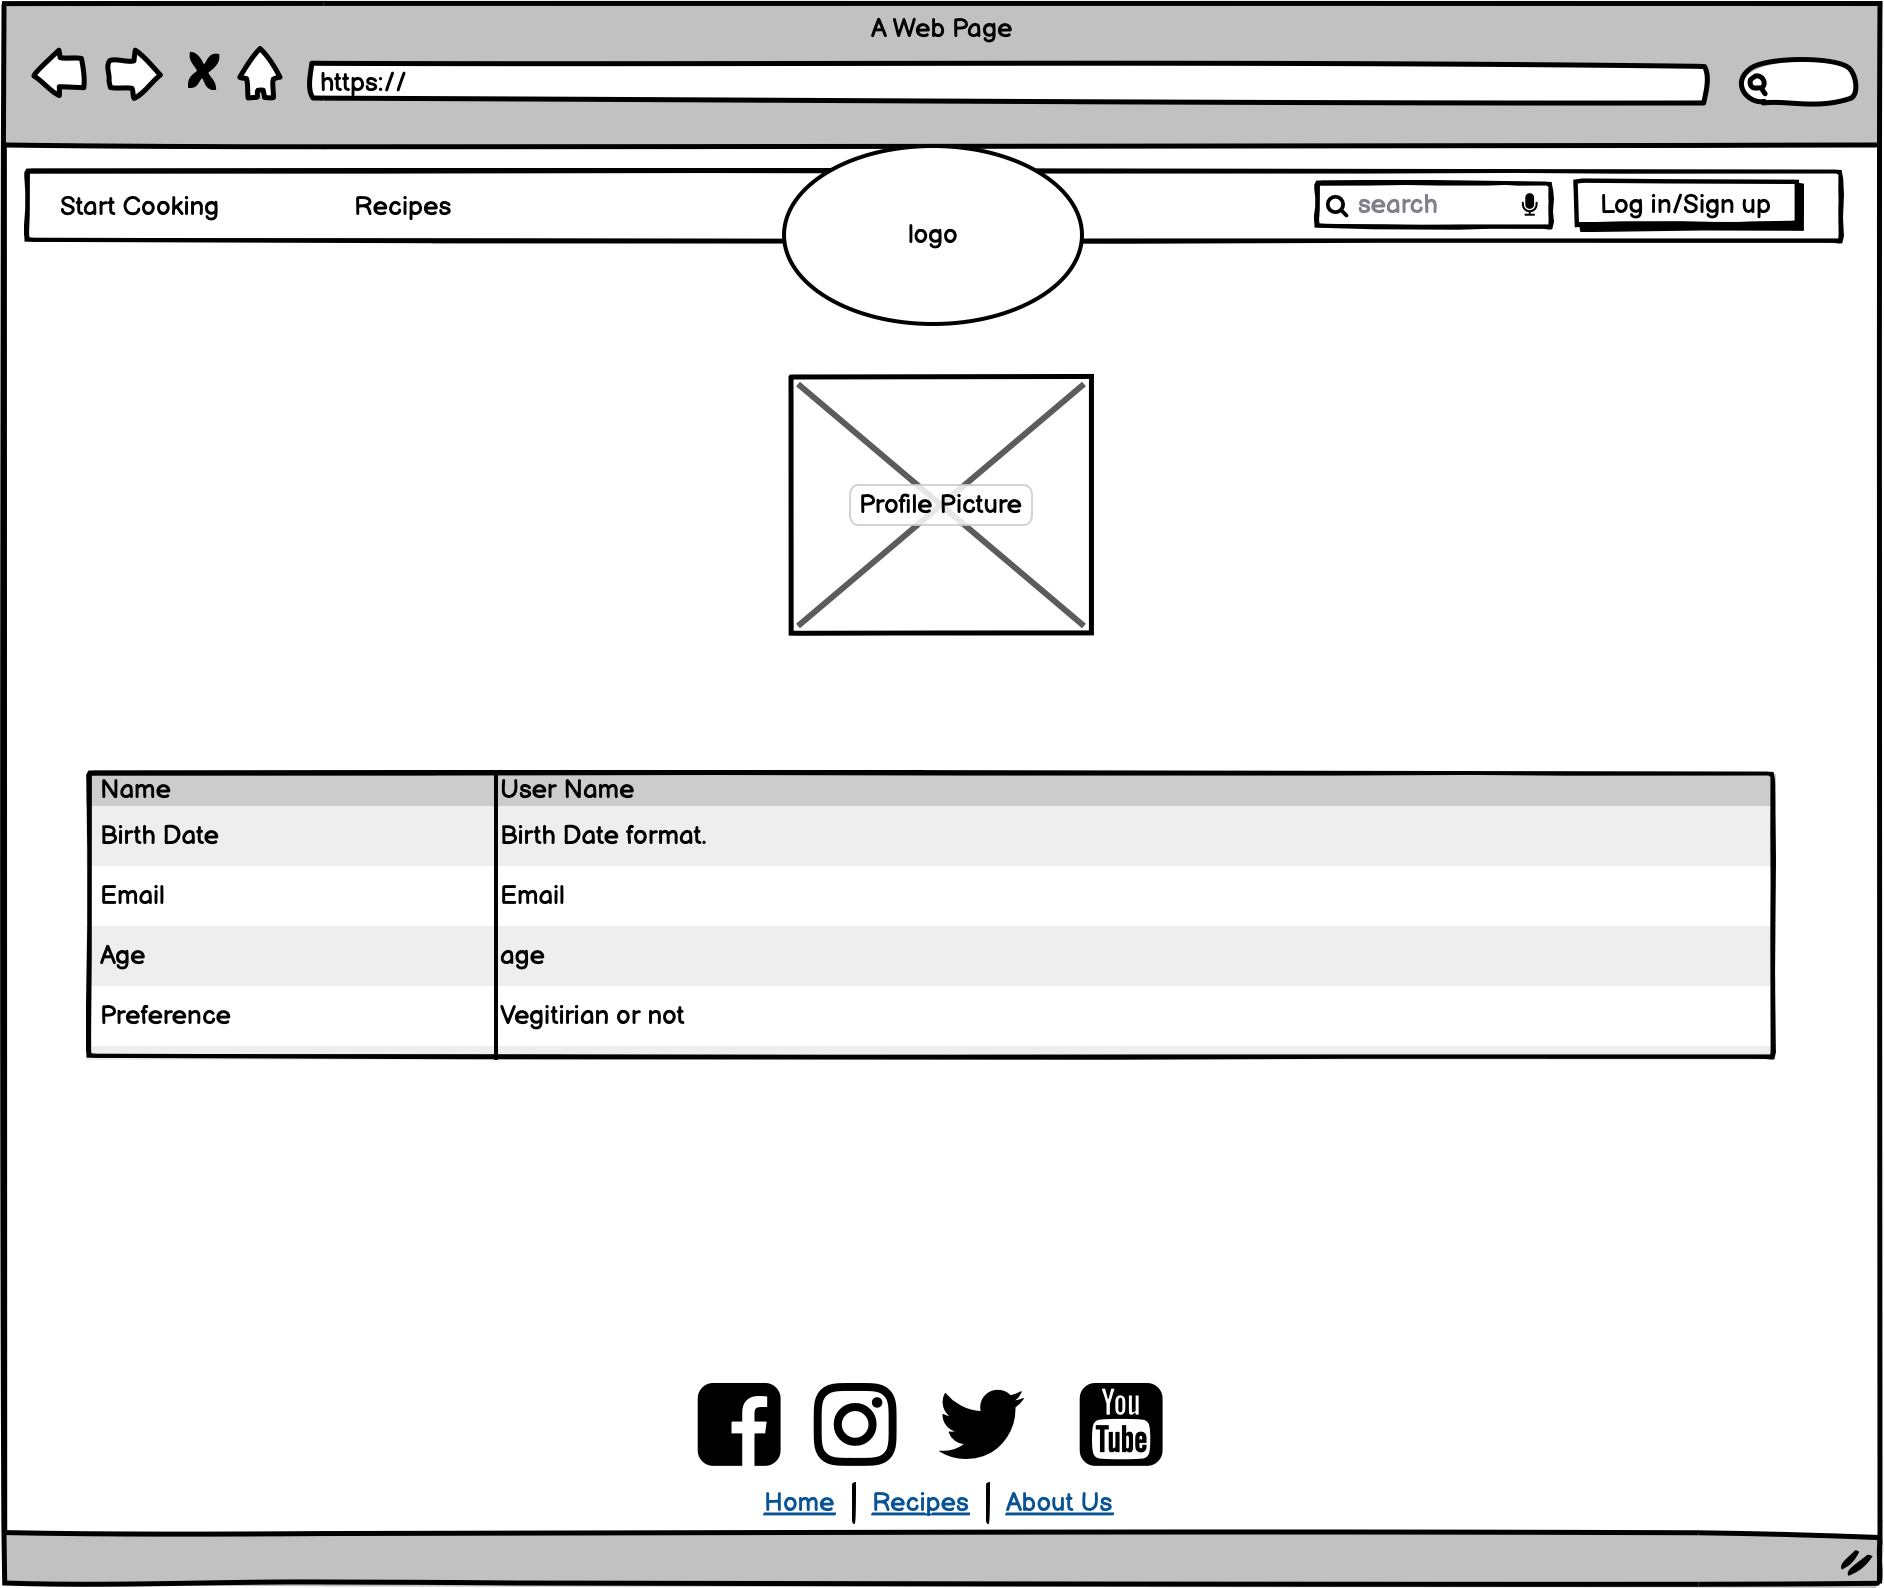 A Web Page
https://
Start Cooking
Recipes
logo
search
Log in/Sign up
Profile Picture
Name
User Name
Birth Date
Birth Date format.
Email
Email
Age
age
Preference
Vegitirian or not
You
Tube
Home
Recipes
About Us